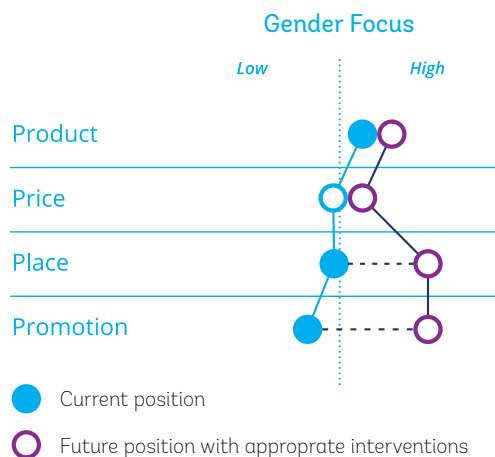 Gender Focus
Low High
Product
Price
Place
Promotion
Current position
Future position with approprate interventions